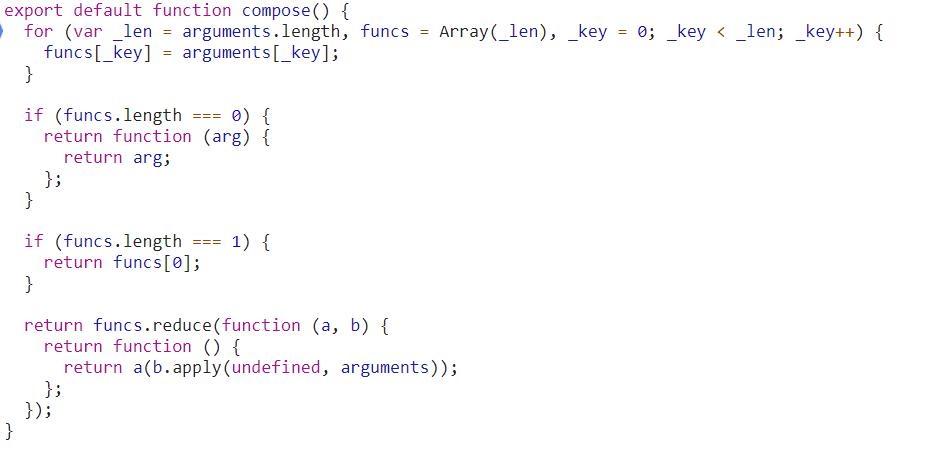 export default function compose() {
  for (var _len = arguments.length, funcs = Array(_len), _key = 0; _key < _len; _key++) {
    funcs[_key] = arguments[_key];
  }

  if (funcs.length === 0) {
    return function (arg) {
      return arg;
    };
  }

  if (funcs.length === 1) {
    return funcs[0];
  }

  return funcs.reduce(function (a, b) {
    return function () {
      return a(b.apply(undefined, arguments));
    };
  });
}